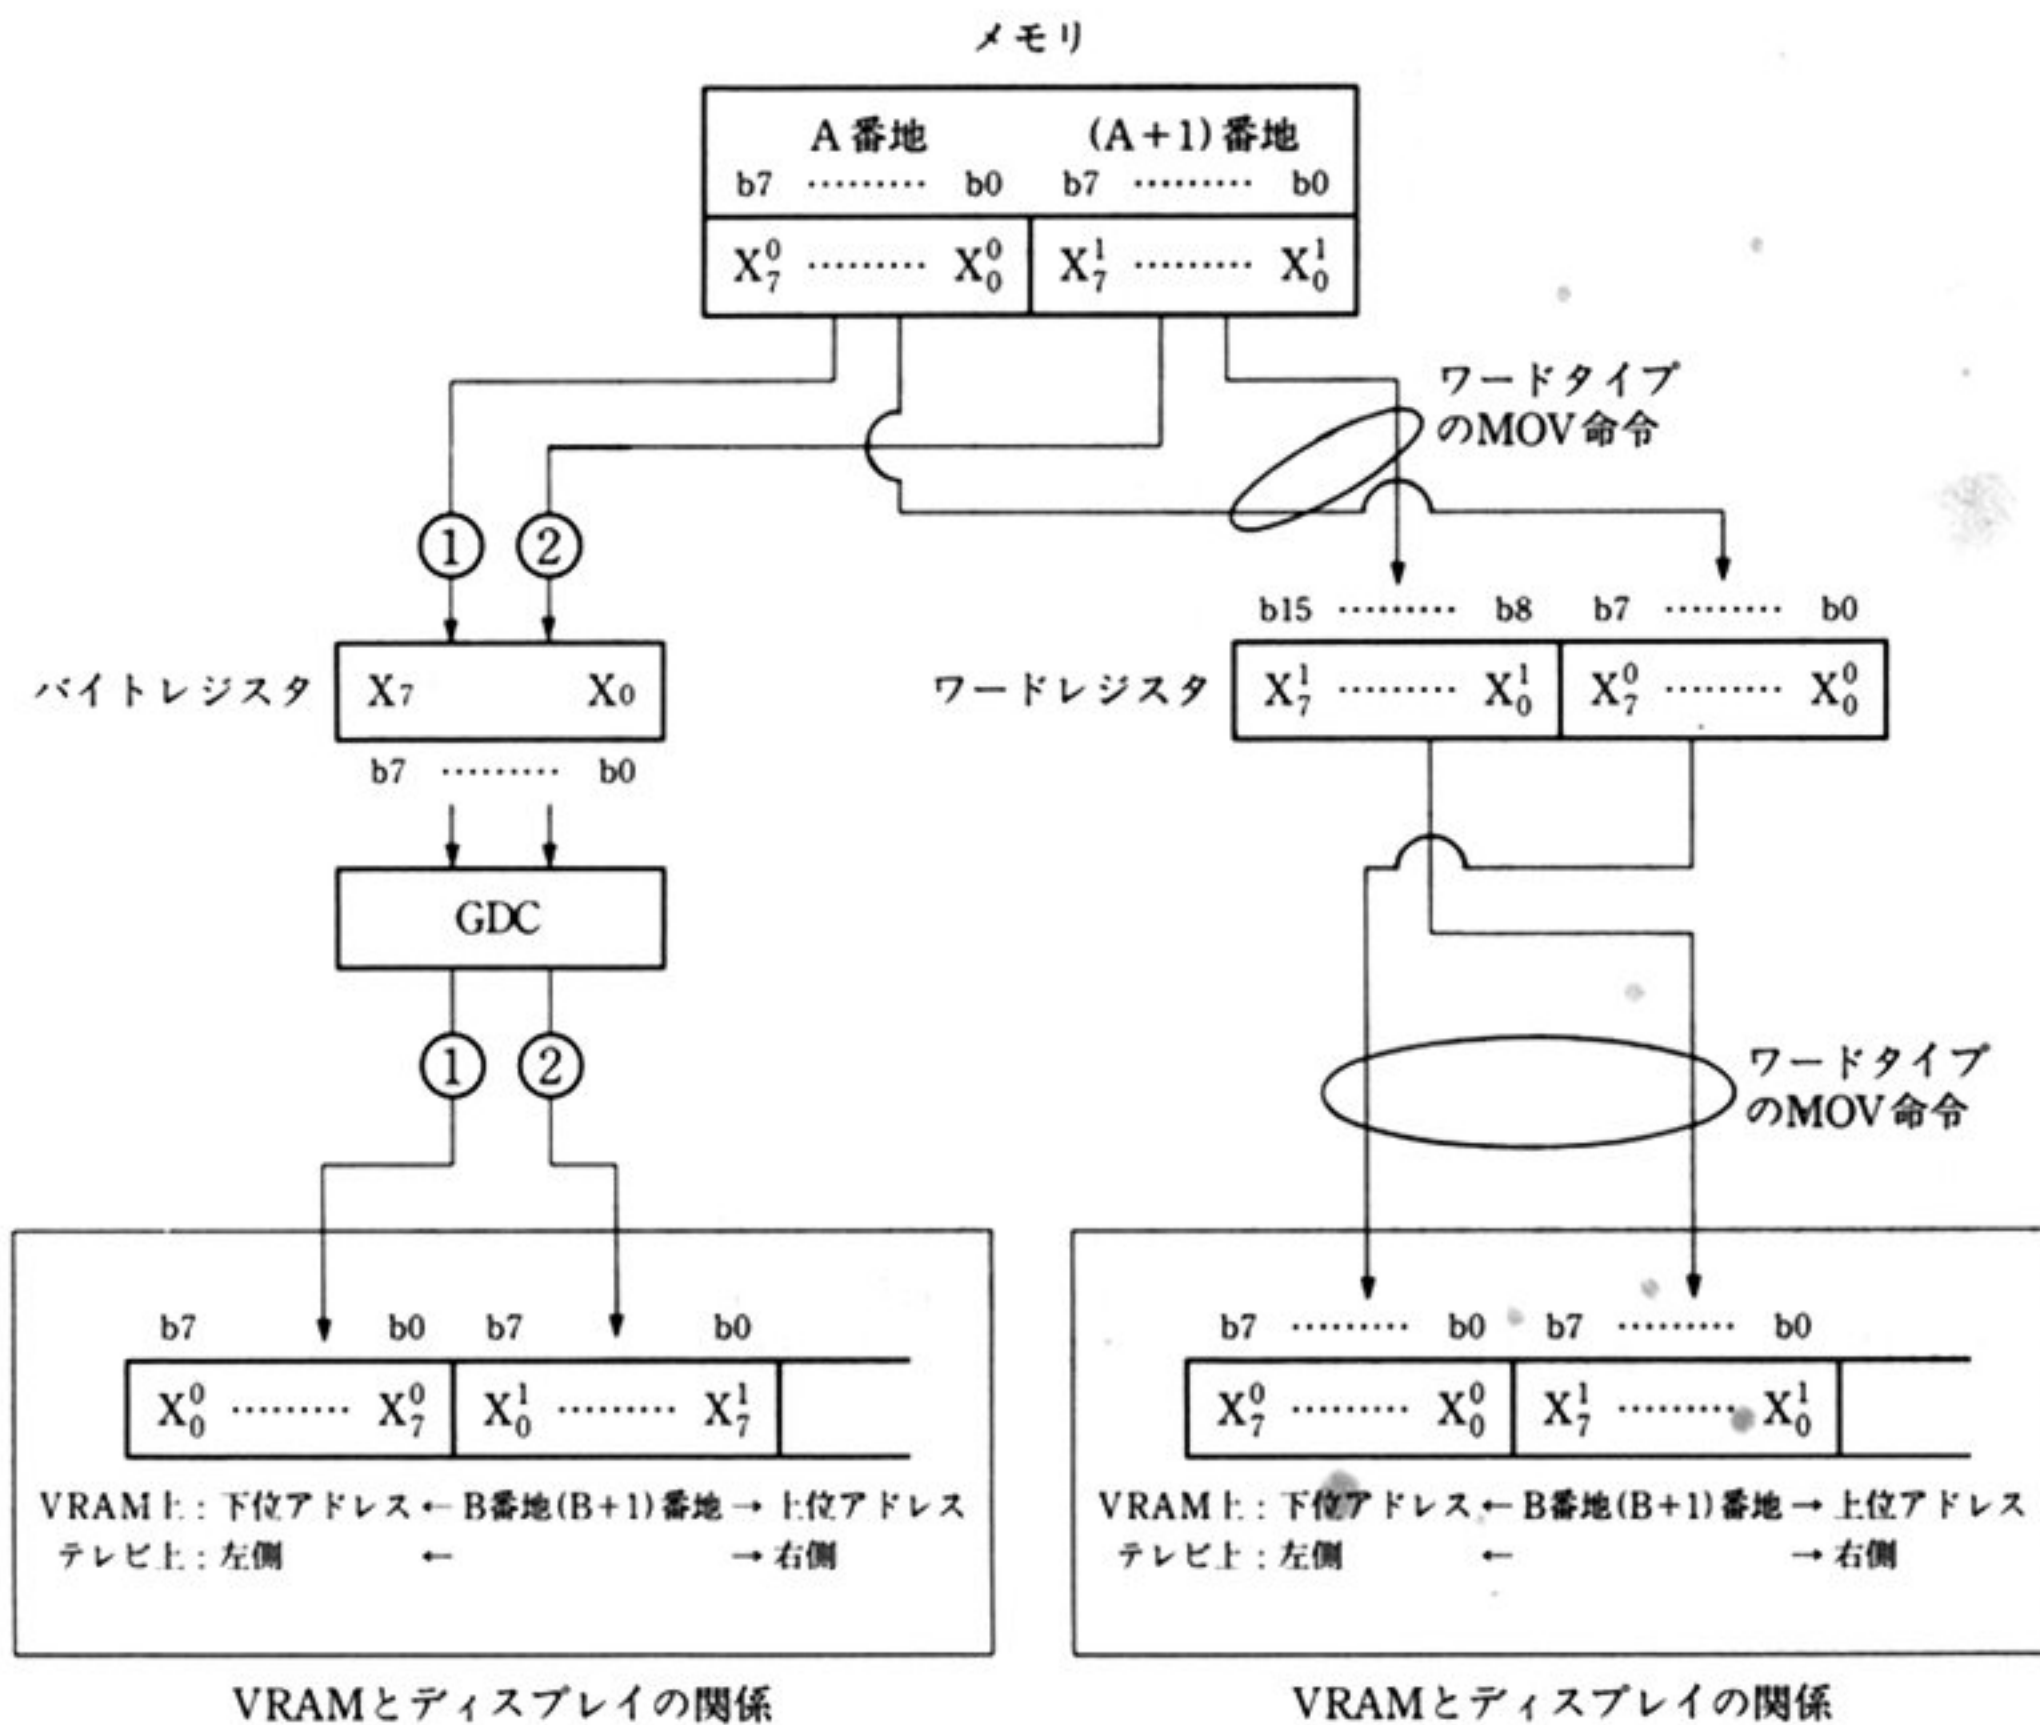 メモリ
A番地 (A+1)番地
b7 ……… b0 b7 ……… b0
X⁰₇ ……… X⁰₀ X¹₇ ……… X¹₀
ワードタイプ
のMOV命令
① ②
b15 ……… b8 b7 ……… b0
バイトレジスタ X₇ X₀
ワードレジスタ X¹₇ ……… X¹₀ X⁰₇ ……… X⁰₀
b7 ……… b0
GDC
① ②
ワードタイプ
のMOV命令
b7 b0 b7 b0
X⁰₀ ……… X⁰₇ X¹₀ ……… X¹₇
VRAM上:下位アドレス ← B番地(B+1)番地 → 上位アドレス
テレビ上:左側 ← → 右側
VRAMとディスプレイの関係
b7 ……… b0 b7 ……… b0
X⁰₇ ……… X⁰₀ X¹₇ ……… X¹₀
VRAM上:下位アドレス ← B番地(B+1)番地 → 上位アドレス
テレビ上:左側 ← → 右側
VRAMとディスプレイの関係